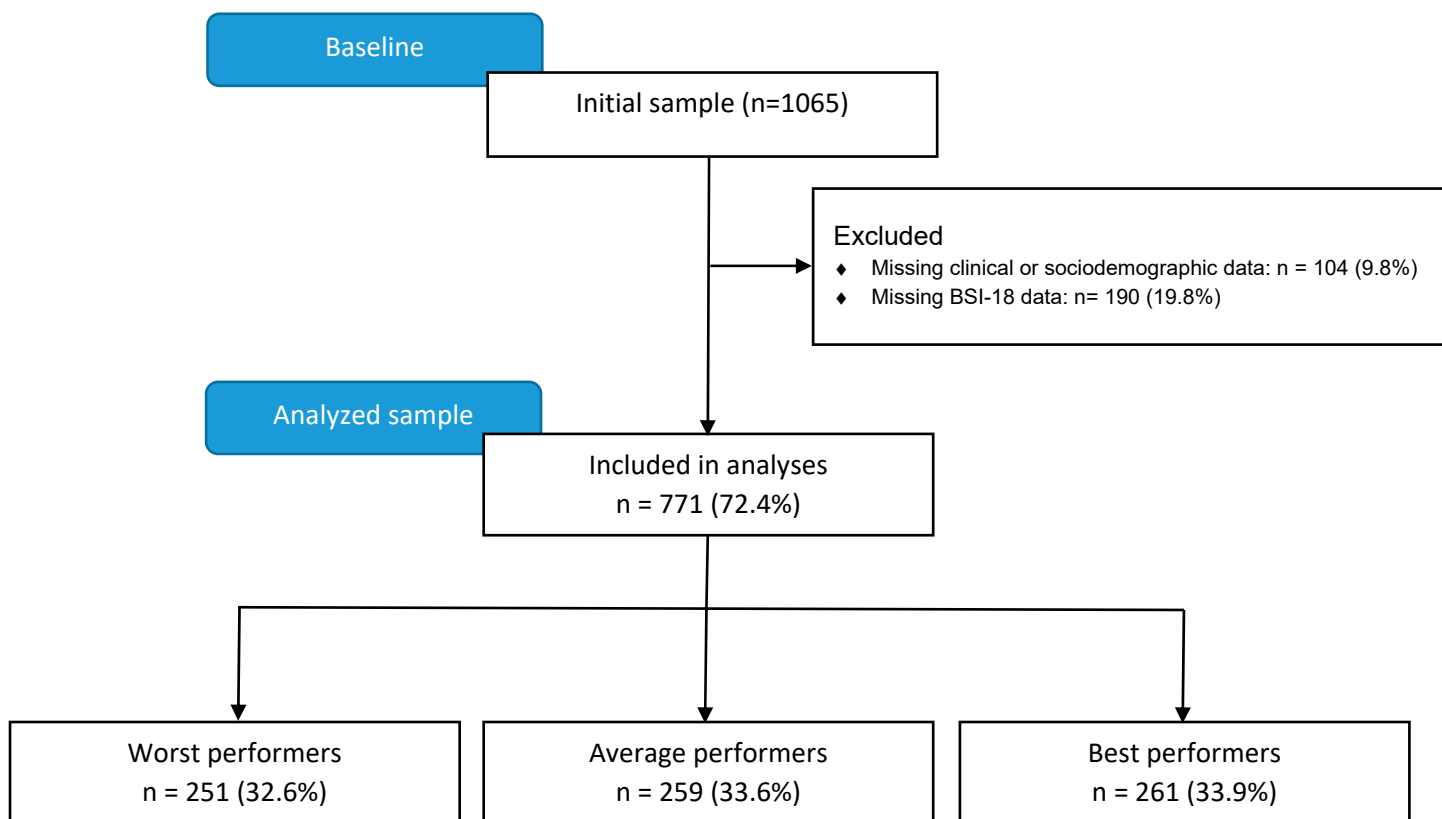 Baseline
Initial sample (n=1065)
Excluded
♦ Missing clinical or sociodemographic data: n = 104 (9.8%)
♦ Missing BSI-18 data: n= 190 (19.8%)
Analyzed sample
Included in analyses
n = 771 (72.4%)
Worst performers
n = 251 (32.6%)
Average performers
n = 259 (33.6%)
Best performers
n = 261 (33.9%)